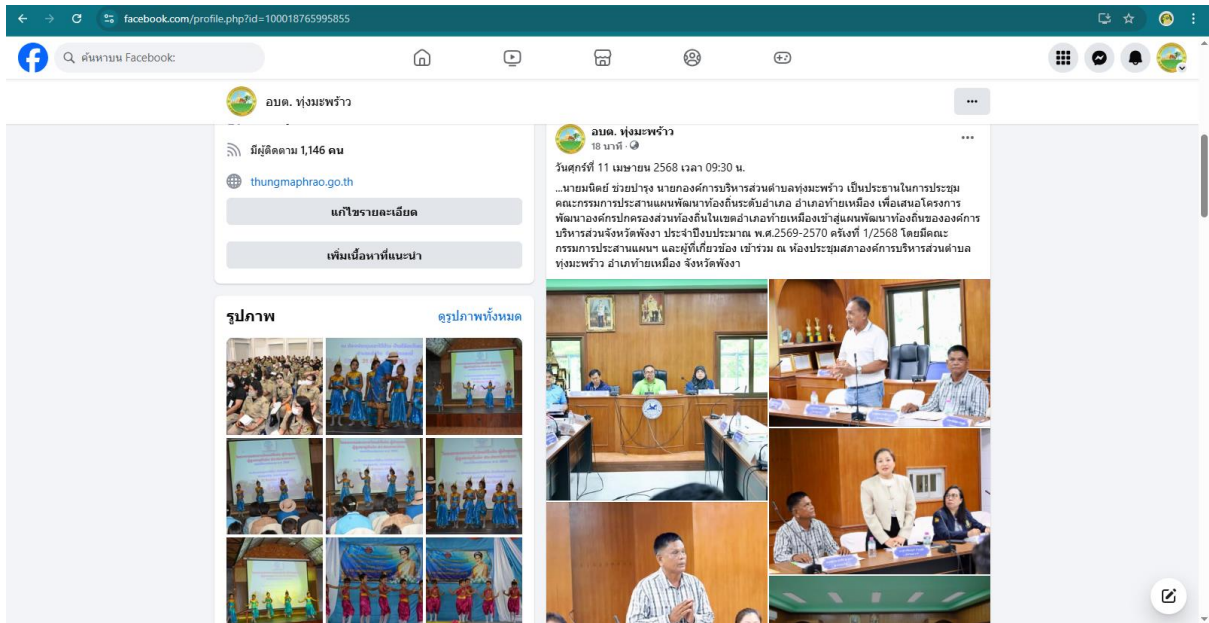 facebook.com/profile.php?id=100018765995855
ค้นหาบน Facebook:
อบต. ทุ่งมะพร้าว
มีผู้ติดตาม 1,146 คน
thungmaphrao.go.th
แก้ไขรายละเอียด
เพิ่มเนื้อหาที่แนะนำ
รูปภาพ
ดูรูปภาพทั้งหมด
อบต. ทุ่งมะพร้าว
18 นาที ·
วันศุกร์ที่ 11 เมษายน 2568 เวลา 09:30 น.
...นายมนิตย์ ช่วยบำรุง นายกองค์การบริหารส่วนตำบลทุ่งมะพร้าว เป็นประธานในการประชุม
คณะกรรมการประสานแผนพัฒนาท้องถิ่นระดับอำเภอ อำเภอท้ายเหมือง เพื่อเสนอโครงการ
พัฒนาองค์กรปกครองส่วนท้องถิ่นในเขตอำเภอท้ายเหมืองเข้าสู่แผนพัฒนาท้องถิ่นขององค์การ
บริหารส่วนจังหวัดพังงา ประจำปีงบประมาณ พ.ศ.2569-2570 ครั้งที่ 1/2568 โดยมีคณะ
กรรมการประสานแผนฯ และผู้ที่เกี่ยวข้อง เข้าร่วม ณ ห้องประชุมสภาองค์การบริหารส่วนตำบล
ทุ่งมะพร้าว อำเภอท้ายเหมือง จังหวัดพังงา